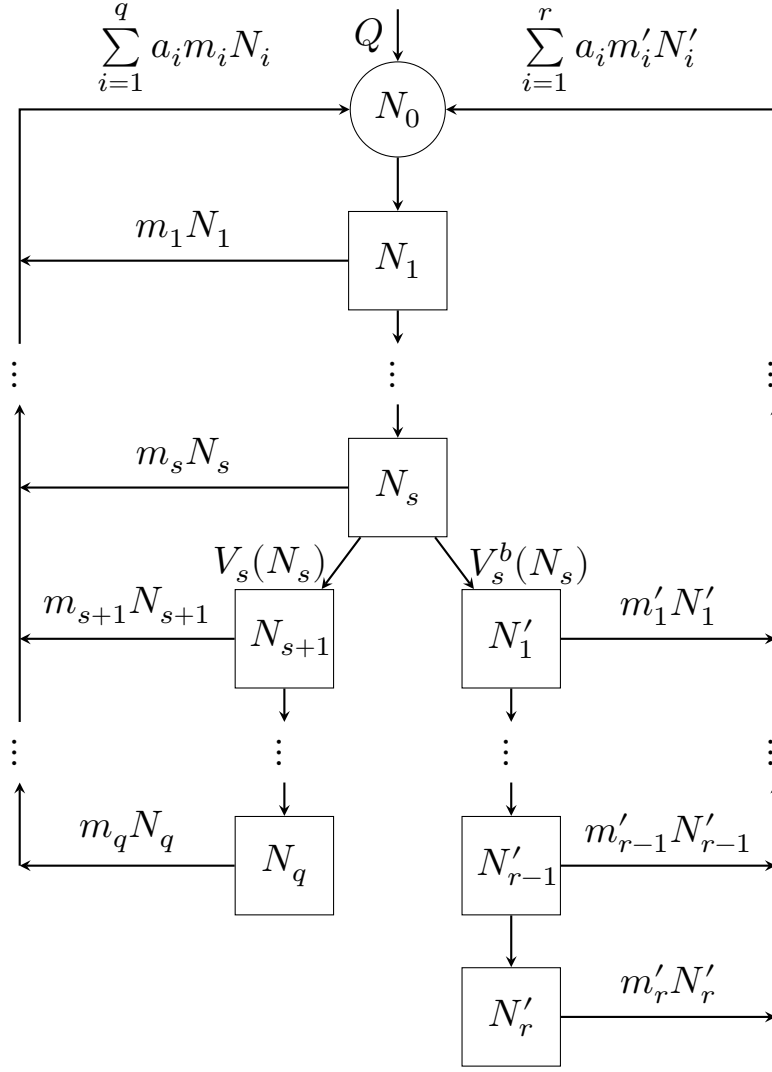 $\sum_{i=1}^{q} a_i m_i N_i$
$Q$
$\sum_{i=1}^{r} a_i m'_i N'_i$
$N_0$
$m_1 N_1$
$N_1$
⋮ ⋮ ⋮
$m_s N_s$
$N_s$
$V_s(N_s)$ $V_s^b(N_s)$
$m_{s+1} N_{s+1}$
$N_{s+1}$
$N'_1$
$m'_1 N'_1$
⋮ ⋮ ⋮ ⋮
$m_q N_q$
$N_q$
$N'_{r-1}$
$m'_{r-1} N'_{r-1}$
$N'_r$
$m'_r N'_r$